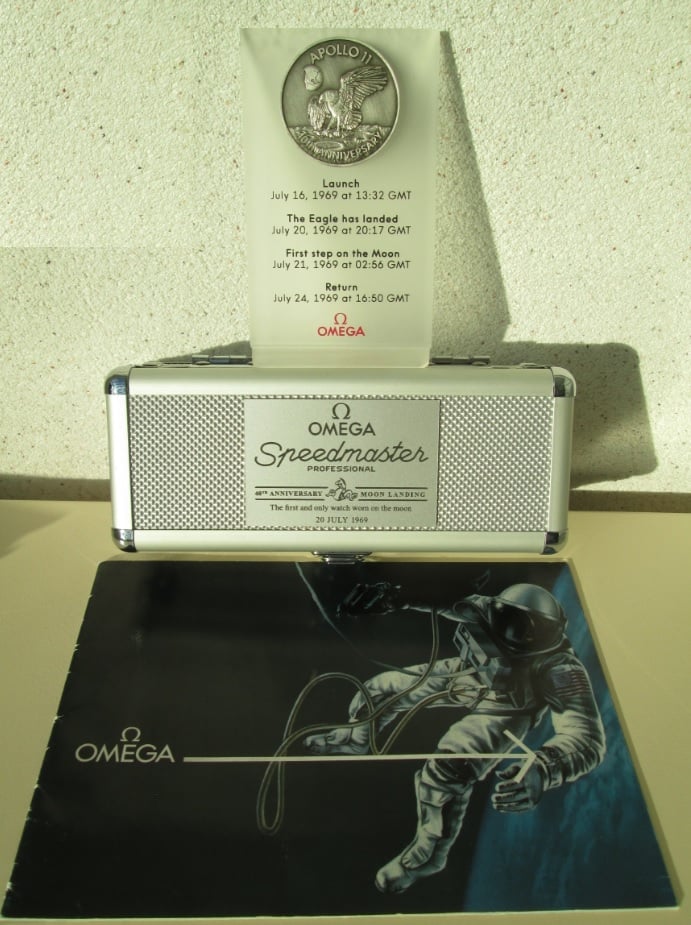 APOLLO 11
40th ANNIVERSARY
Launch
July 16, 1969 at 13:32 GMT
The Eagle has landed
July 20, 1969 at 20:17 GMT
First step on the Moon
July 21, 1969 at 02:56 GMT
Return
July 24, 1969 at 16:50 GMT
Ω
OMEGA
Ω
OMEGA
Speedmaster
PROFESSIONAL
40TH ANNIVERSARY MOON LANDING
The first and only watch worn on the moon
20 JULY 1969
Ω
OMEGA